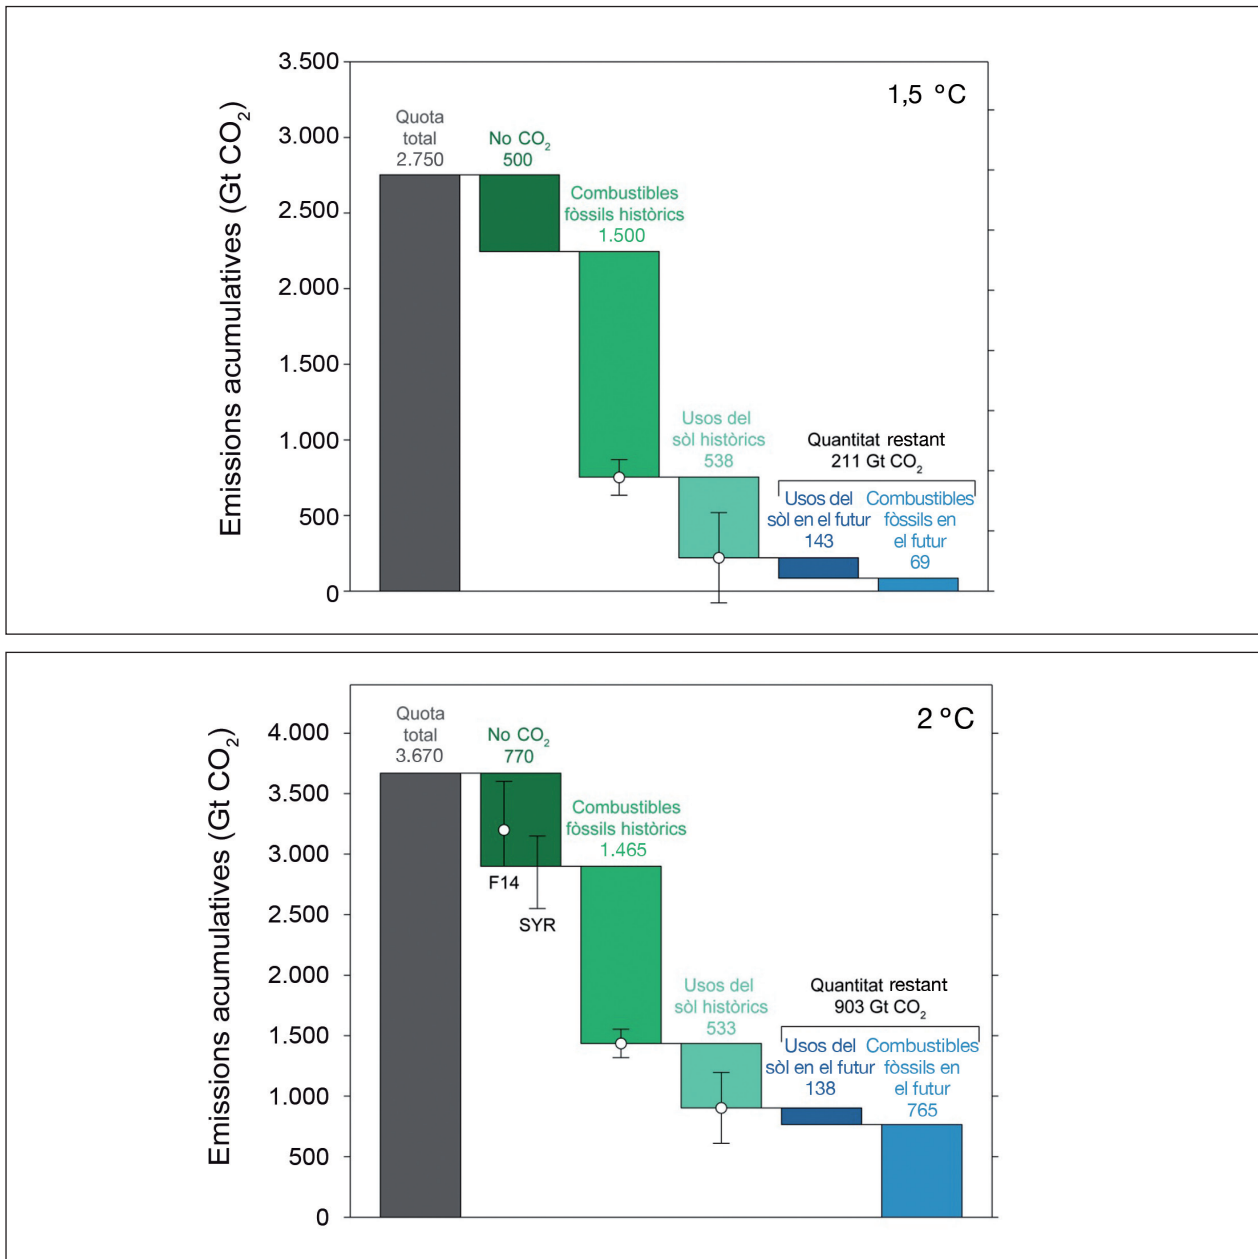 3.500
3.000
2.500
2.000
1.500
1.000
500
0
Emissions acumulatives (Gt CO2)
1,5 °C
Quota
total
2.750
No CO2
500
Combustibles
fòssils històrics
1.500
Usos del
sòl històrics
538
Quantitat restant
211 Gt CO2
Usos del
sòl en el futur
143
Combustibles
fòssils en
el futur
69
4.000
3.500
3.000
2.500
2.000
1.500
1.000
500
0
Emissions acumulatives (Gt CO2)
2 °C
Quota
total
3.670
No CO2
770
F14
SYR
Combustibles
fòssils històrics
1.465
Usos del
sòl històrics
533
Quantitat restant
903 Gt CO2
Usos del
sòl en el futur
138
Combustibles
fòssils en
el futur
765